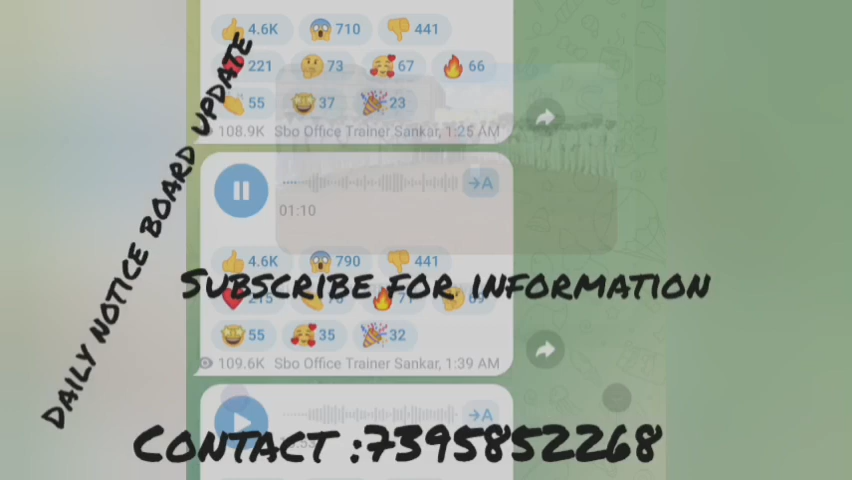 4.6K 710 441
221 73 67 66
55 37 23
108.9K Sbo Office Trainer Sankar, 1:25 AM
DAILY NOTICE BOARD UPDATE
→A
01:10
4.6K 790 441
SUBSCRIBE FOR INFORMATION
55 35 32
109.6K Sbo Office Trainer Sankar, 1:39 AM
→A
CONTACT :7395852268